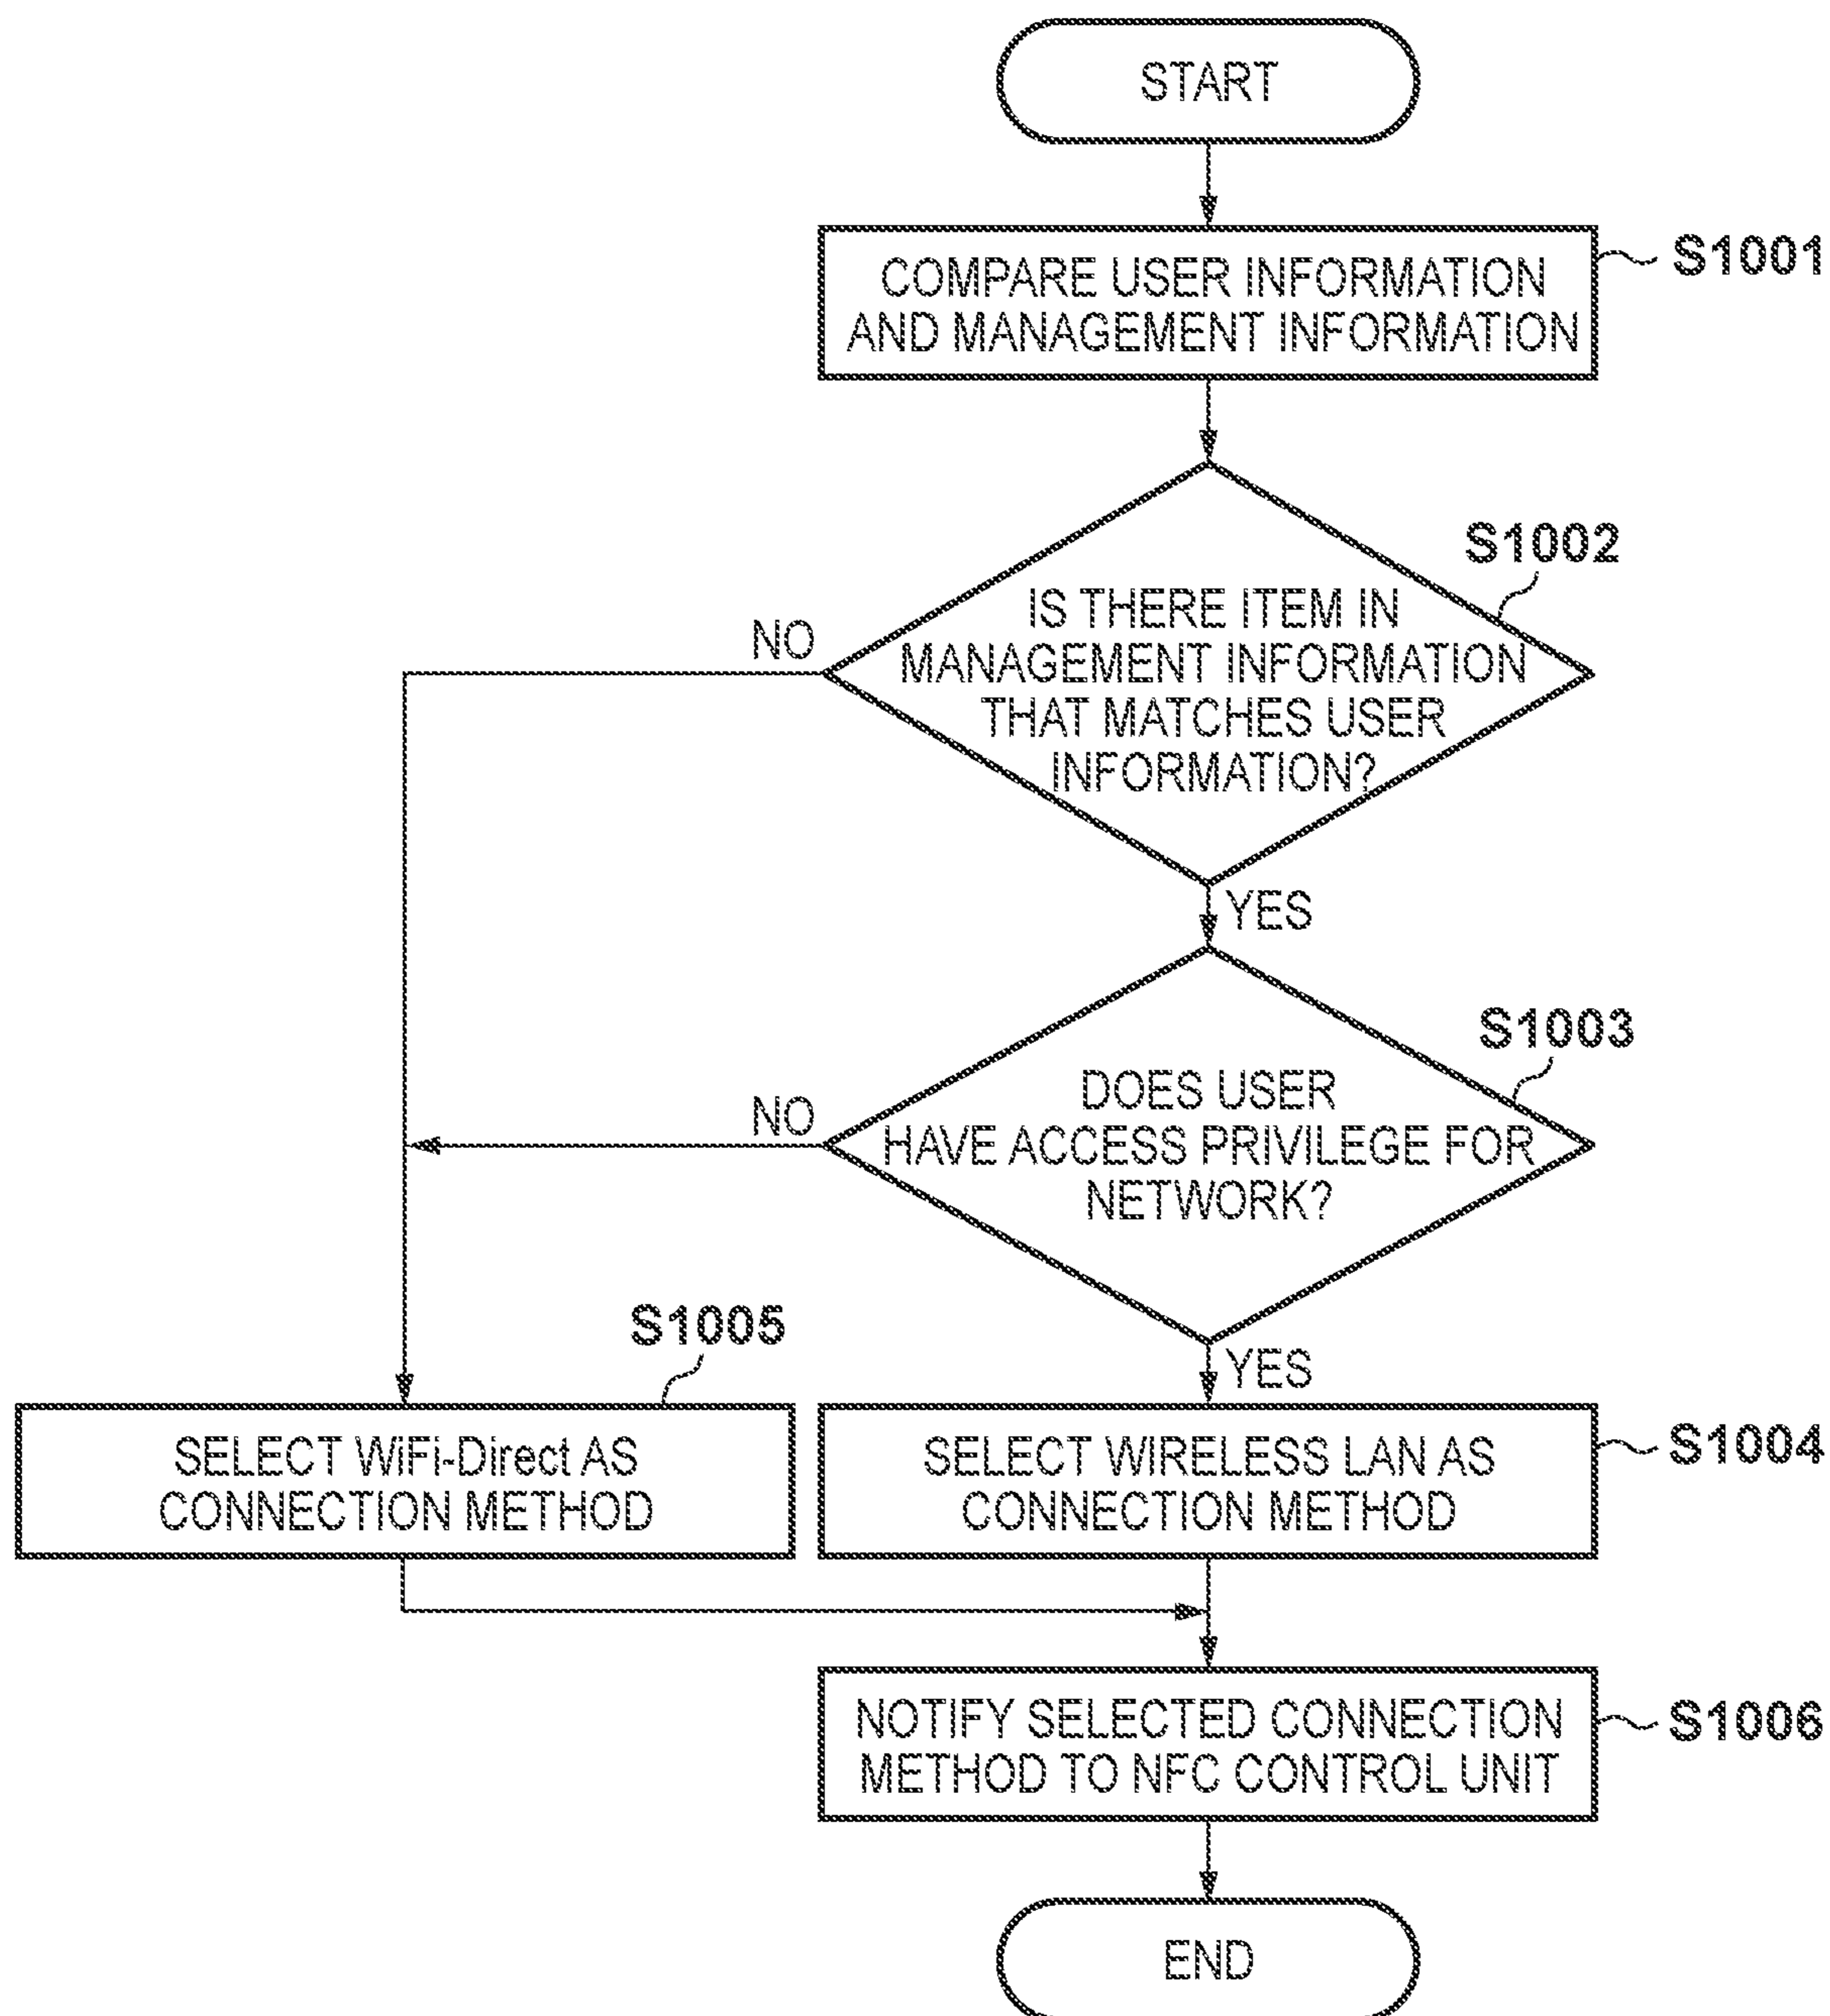 START
COMPARE USER INFORMATION
AND MANAGEMENT INFORMATION
S1001
S1002
IS THERE ITEM IN
MANAGEMENT INFORMATION
THAT MATCHES USER
INFORMATION?
NO
YES
S1003
DOES USER
HAVE ACCESS PRIVILEGE FOR
NETWORK?
NO
YES
S1005
SELECT WiFi-Direct AS
CONNECTION METHOD
SELECT WIRELESS LAN AS
CONNECTION METHOD
S1004
NOTIFY SELECTED CONNECTION
METHOD TO NFC CONTROL UNIT
S1006
END